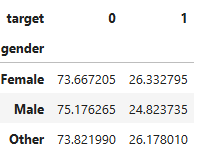 target 0 1
gender
Female 73.667205 26.332795
Male 75.176265 24.823735
Other 73.821990 26.178010